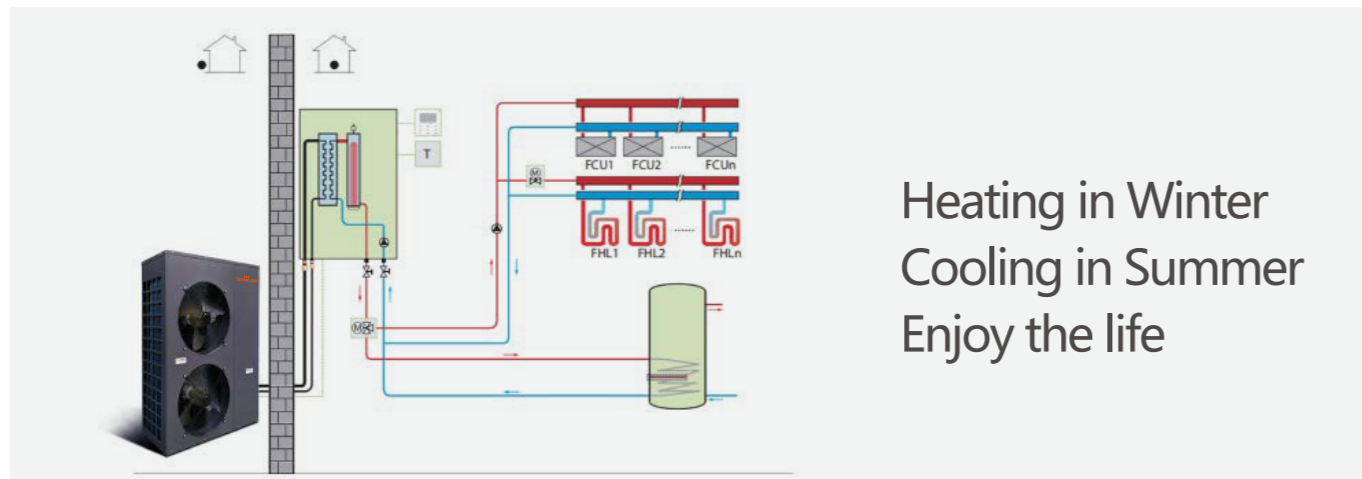 T
M
FCU1 FCU2 ...... FCUn
M
FHL1 FHL2 ...... FHLn
Heating in Winter
Cooling in Summer
Enjoy the life